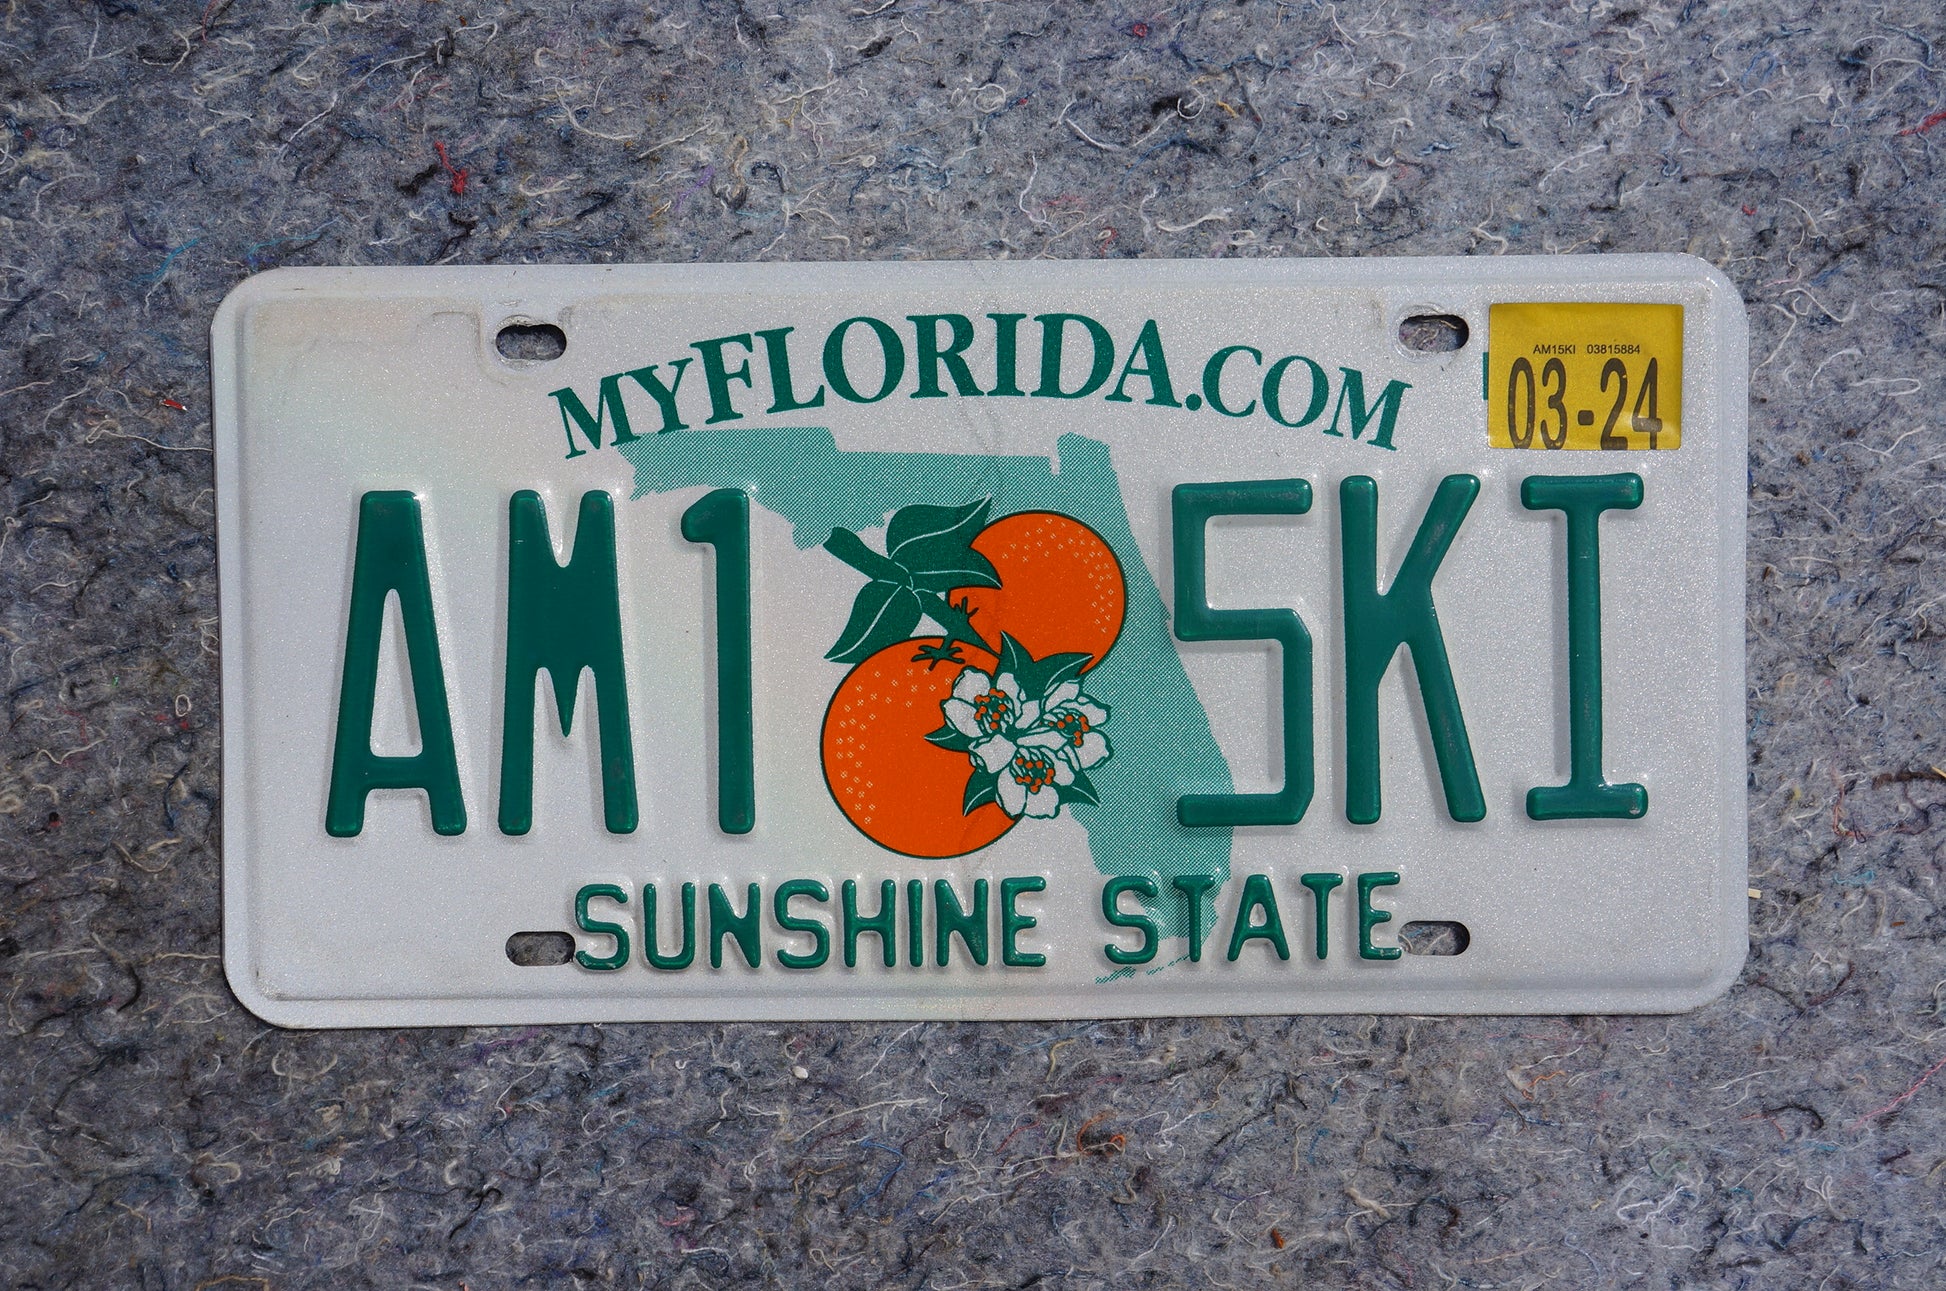 MYFLORIDA.COM
AM15KI 03815884
03-24
AM1 5KI
SUNSHINE STATE